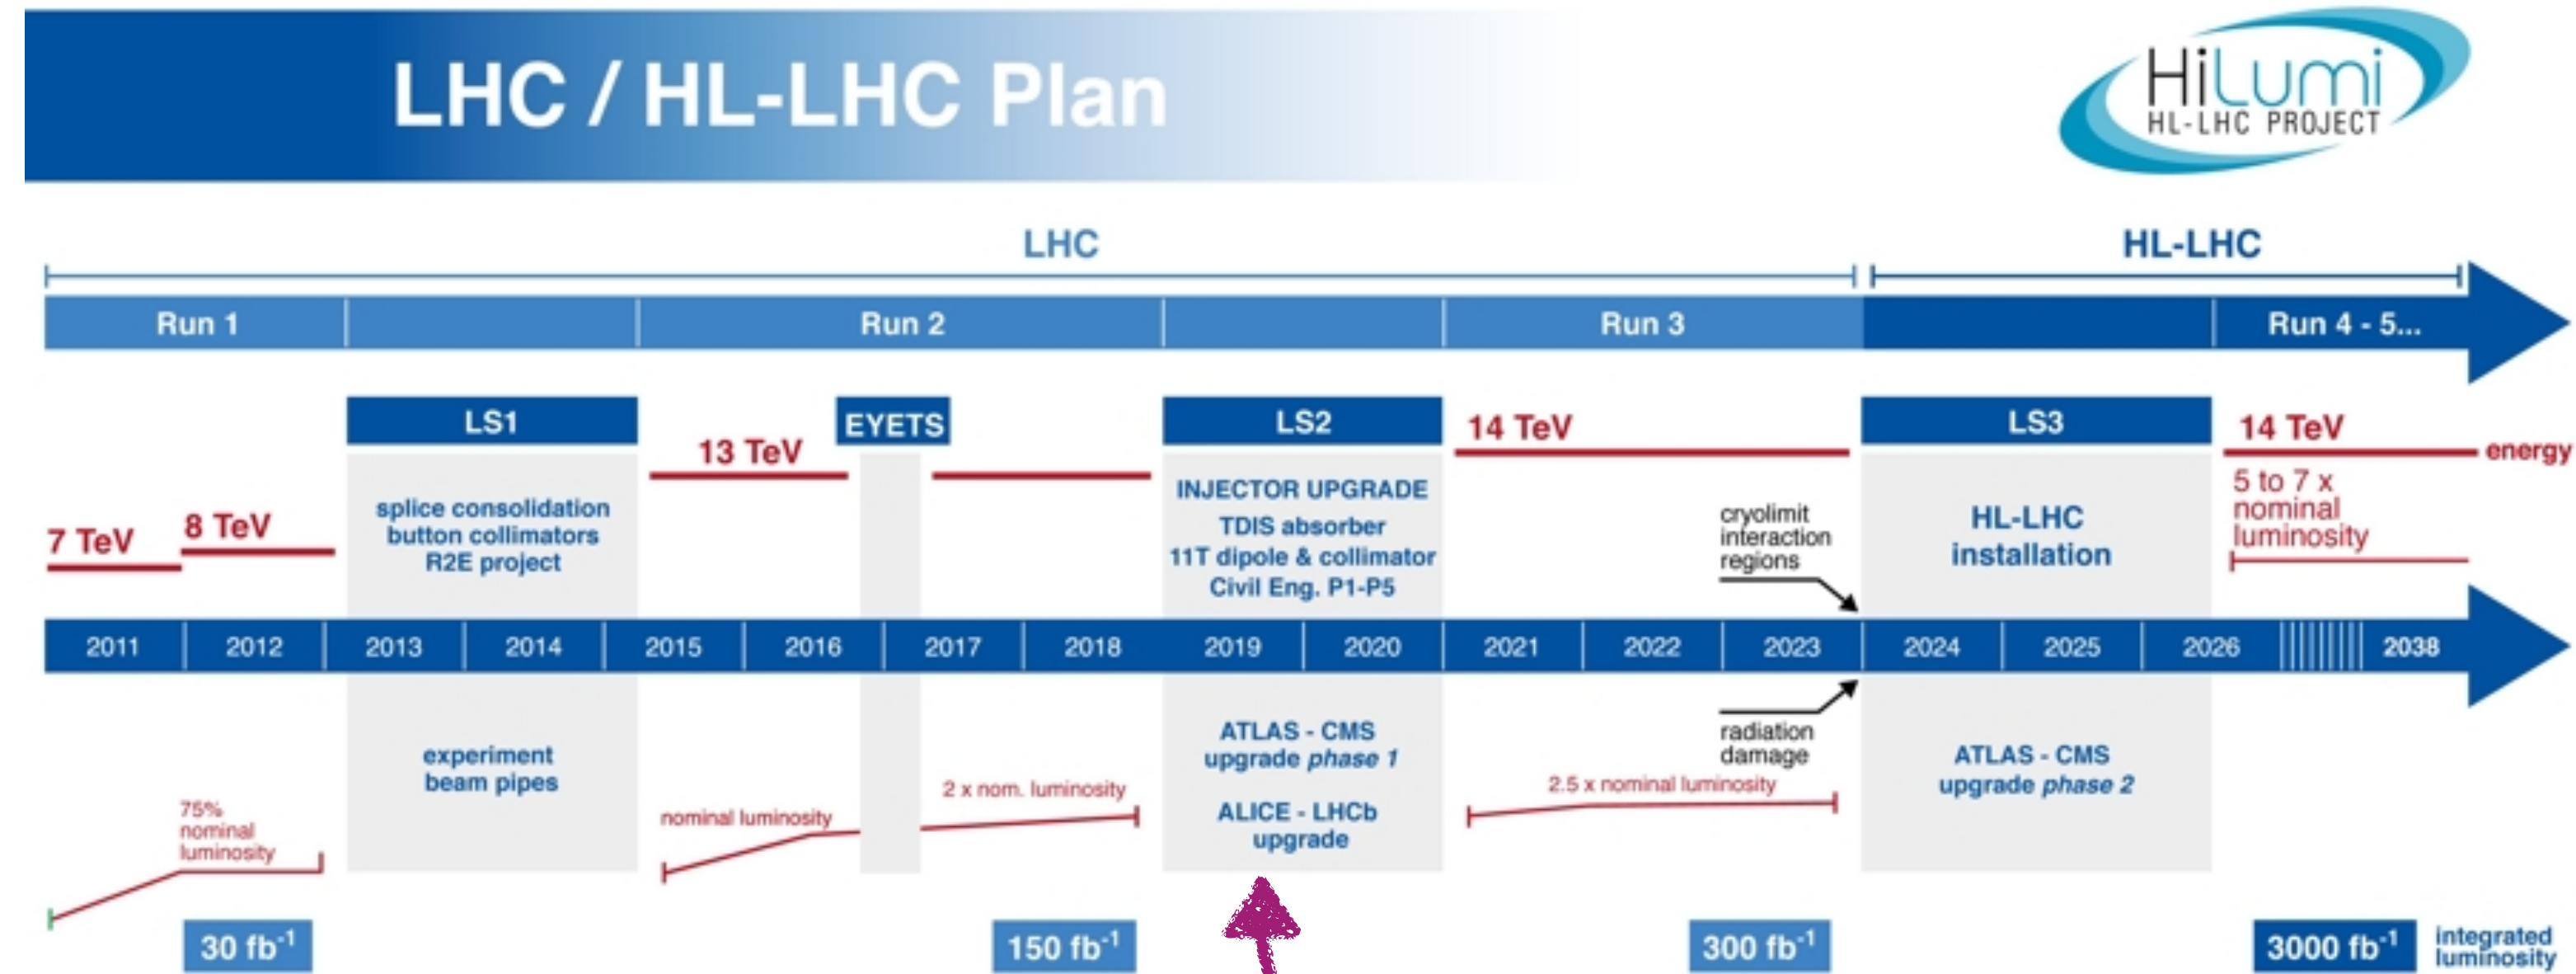 LHC / HL-LHC Plan
HiLumi
HL-LHC PROJECT
LHC
HL-LHC
Run 1
Run 2
Run 3
Run 4 - 5...
LS1
EYETS
LS2
14 TeV
LS3
14 TeV
energy
13 TeV
7 TeV
8 TeV
splice consolidation
button collimators
R2E project
INJECTOR UPGRADE
TDIS absorber
11T dipole & collimator
Civil Eng. P1-P5
cryolimit
interaction
regions
HL-LHC
installation
5 to 7 x
nominal
luminosity
2011
2012
2013
2014
2015
2016
2017
2018
2019
2020
2021
2022
2023
2024
2025
2026
2038
experiment
beam pipes
ATLAS - CMS
upgrade phase 1
ALICE - LHCb
upgrade
radiation
damage
ATLAS - CMS
upgrade phase 2
75%
nominal
luminosity
nominal luminosity
2 x nom. luminosity
2.5 x nominal luminosity
30 fb⁻¹
150 fb⁻¹
300 fb⁻¹
3000 fb⁻¹
integrated
luminosity